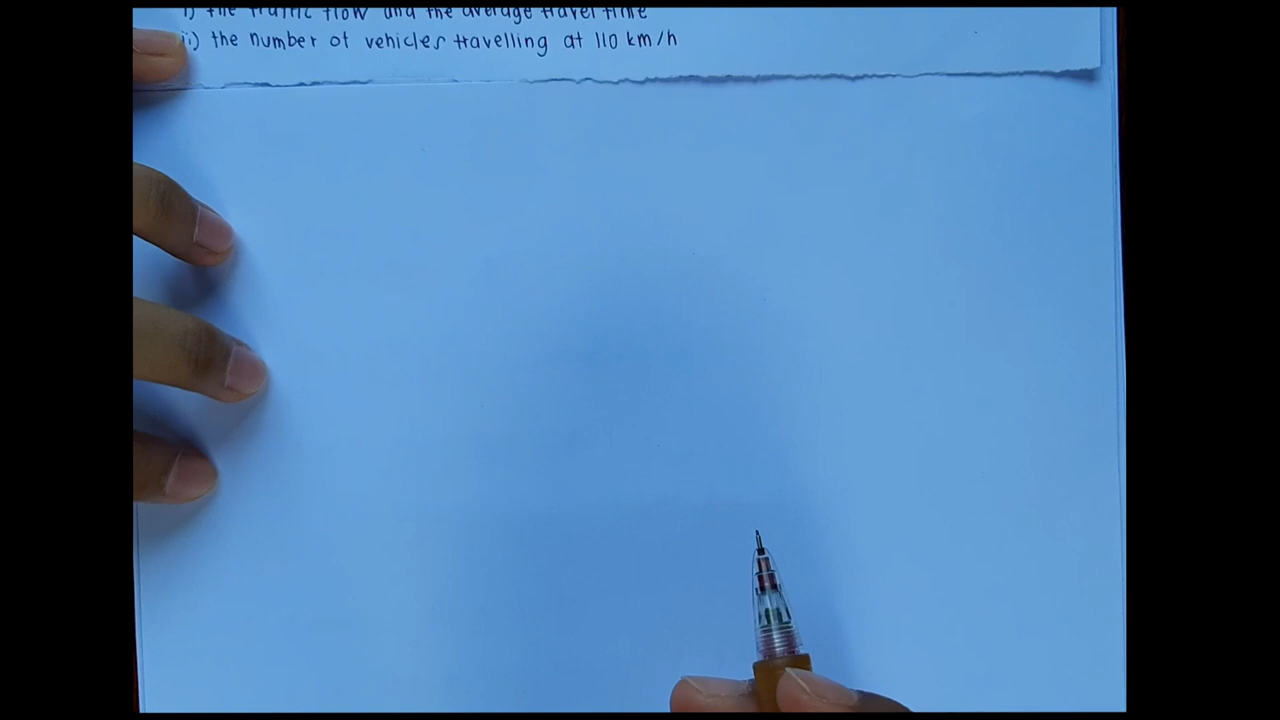 i) the traffic flow and the average travel time
ii) the number of vehicles travelling at 110 km/h